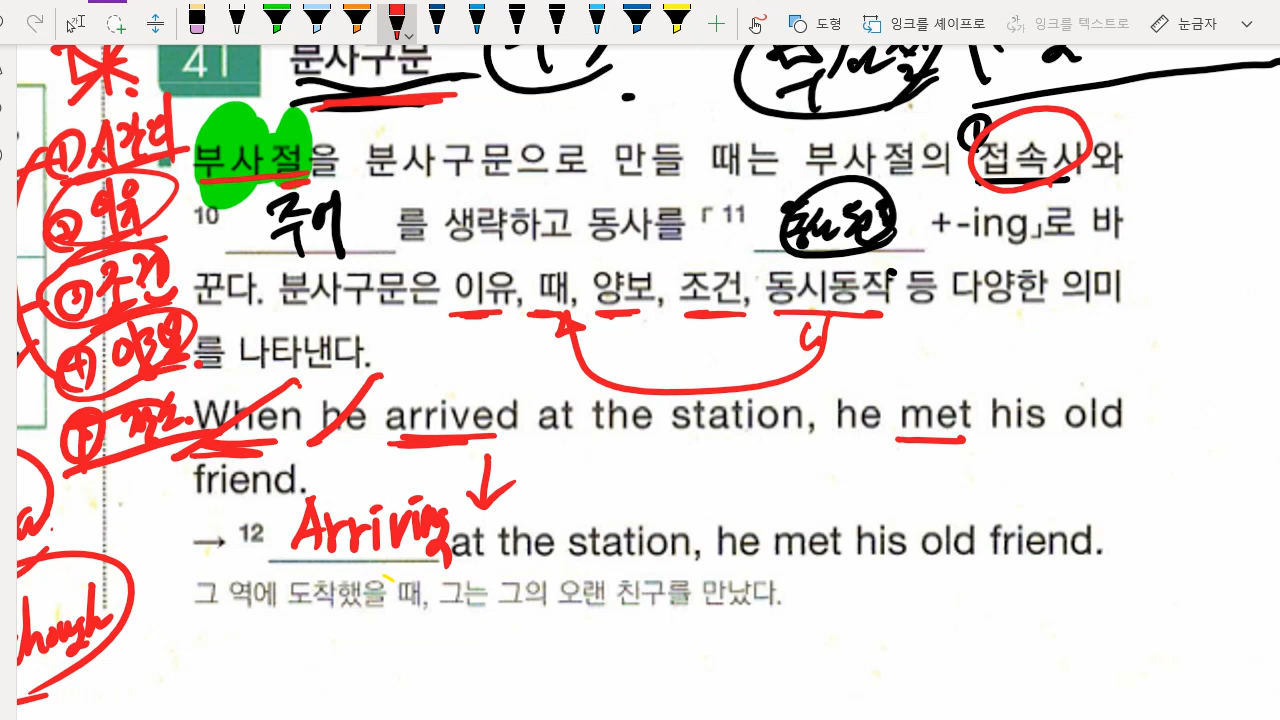 도형 잉크를 셰이프로 잉크를 텍스트로 눈금자
41 분사구문
① 시간
② 이유
③ 조건
④ 양보
부사절을 분사구문으로 만들 때는 부사절의 ① 접속사와
10 주어 를 생략하고 동사를 「11 동사원형 +-ing」로 바
꾼다. 분사구문은 이유, 때, 양보, 조건, 동시동작 등 다양한 의미
를 나타낸다.
When he arrived at the station, he met his old
friend.
→ 12 Arriving at the station, he met his old friend.
그 역에 도착했을 때, 그는 그의 오랜 친구를 만났다.
hough